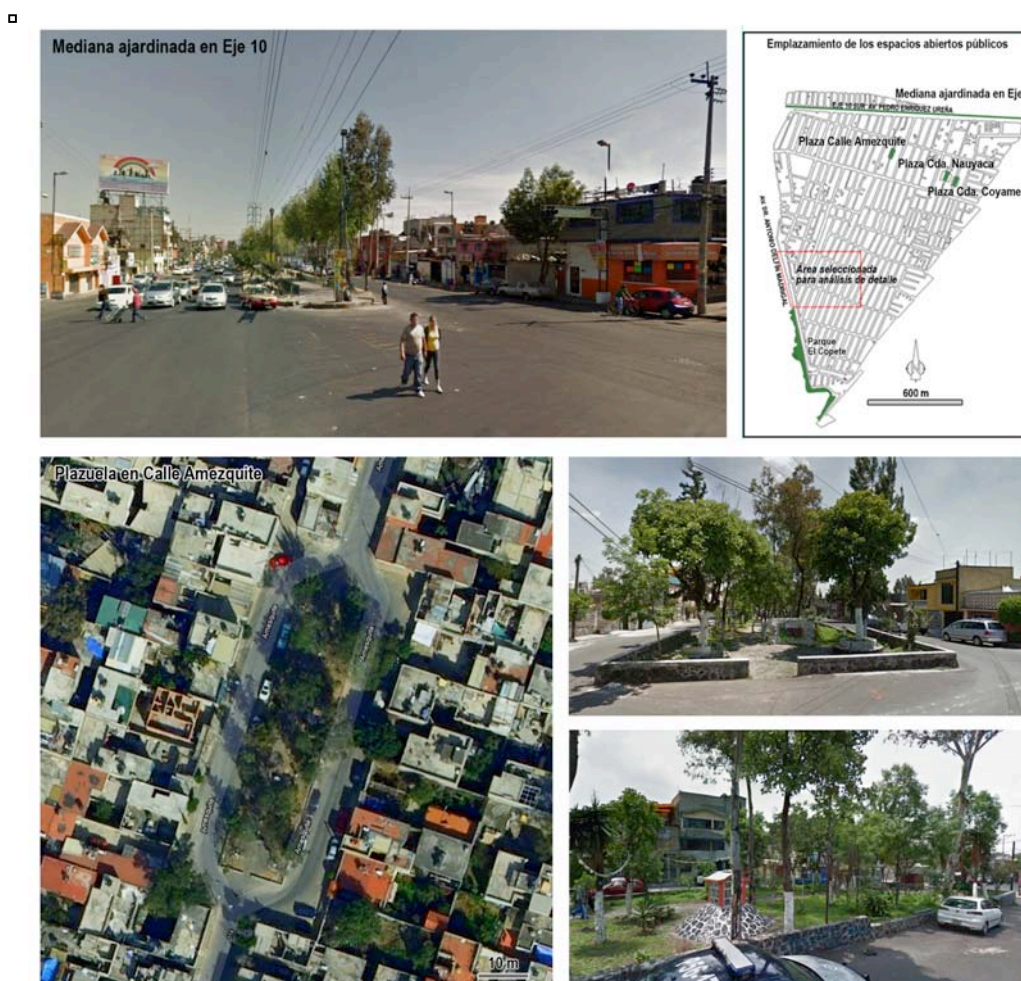 Mediana ajardinada en Eje 10
Emplazamiento de los espacios abiertos públicos
Mediana ajardinada en Eje
EJE 10 SUR AV. PEDRO ENRIQUEZ UREÑA
Plaza Calle Amezquite
Plaza Cda. Nauyaca
Plaza Cda. Coyame
Área seleccionada
para análisis de detalle
Parque
El Copete
600 m
Plazuela en Calle Amezquite
10 m